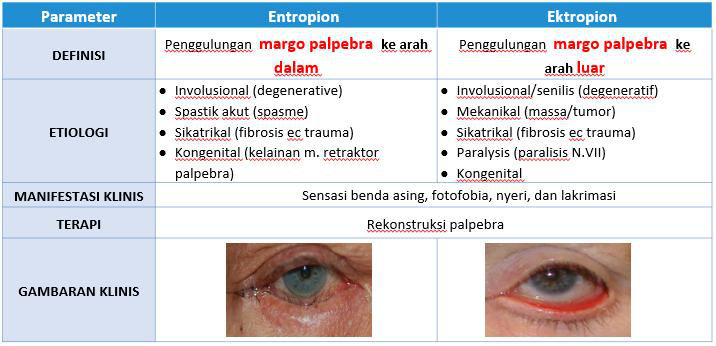 Parameter
Entropion
Ektropion
DEFINISI
Penggulungan margo palpebra ke arah
dalam
Penggulungan margo palpebra ke
arah luar
ETIOLOGI
• Involusional (degenerative)
• Spastik akut (spasme)
• Sikatrikal (fibrosis ec trauma)
• Kongenital (kelainan m. retraktor
palpebra)
• Involusional/senilis (degeneratif)
• Mekanikal (massa/tumor)
• Sikatrikal (fibrosis ec trauma)
• Paralysis (paralisis N.VII)
• Kongenital
MANIFESTASI KLINIS
Sensasi benda asing, fotofobia, nyeri, dan lakrimasi
TERAPI
Rekonstruksi palpebra
GAMBARAN KLINIS